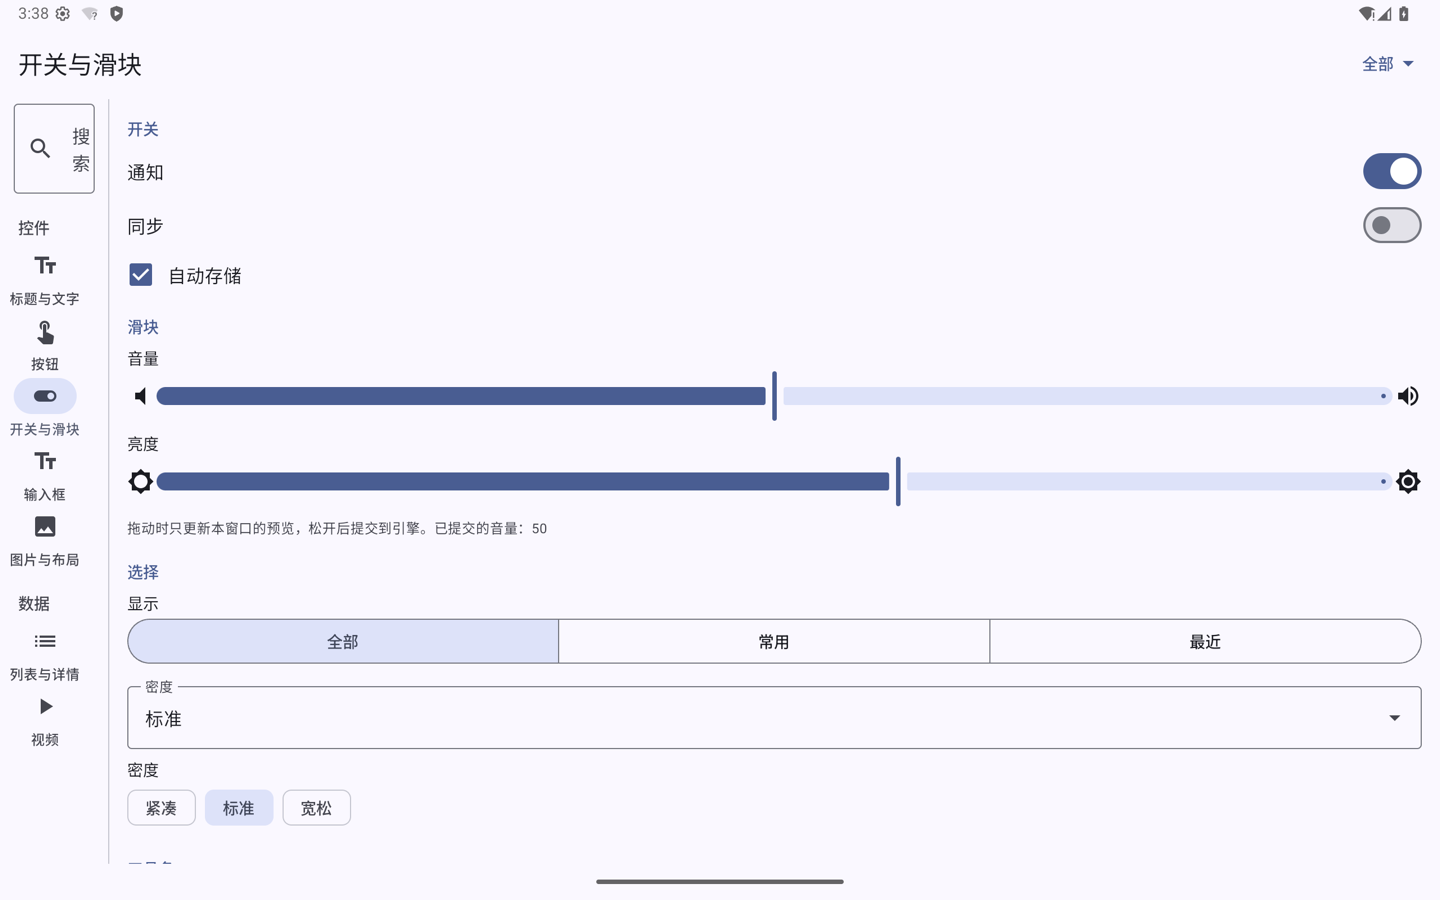 3:38
开关与滑块
全部
搜
索
控件
标题与文字
按钮
开关与滑块
输入框
图片与布局
数据
列表与详情
视频
开关
通知
同步
自动存储
滑块
音量
亮度
拖动时只更新本窗口的预览，松开后提交到引擎。已提交的音量：50
选择
显示
全部
常用
最近
密度
标准
密度
紧凑
标准
宽松